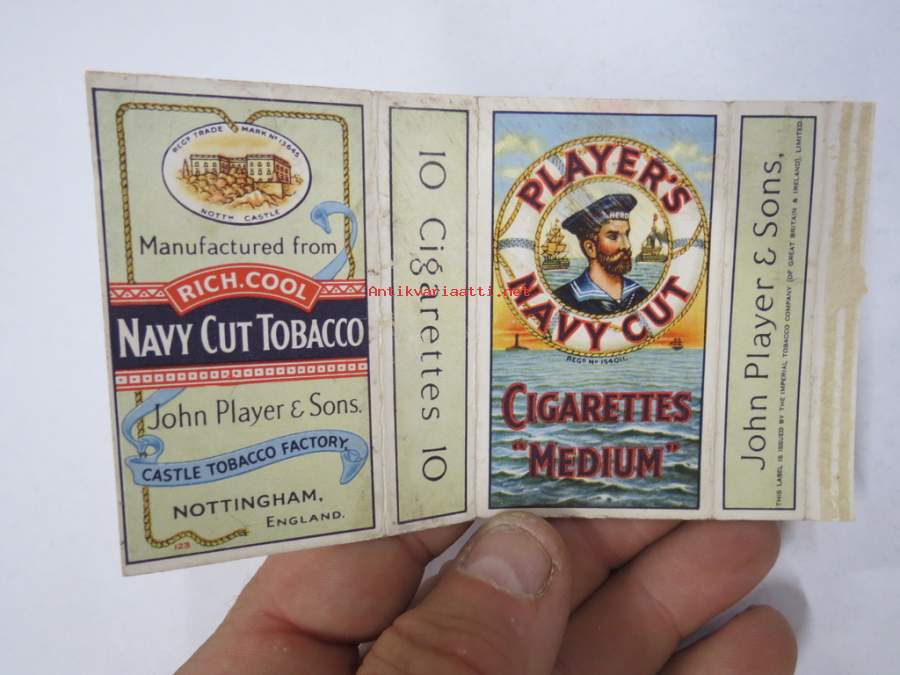 REGD TRADE MARK No 13645
NOTTM CASTLE
Manufactured from
RICH. COOL
NAVY CUT TOBACCO
John Player & Sons.
CASTLE TOBACCO FACTORY,
NOTTINGHAM,
ENGLAND.
123
10 Cigarettes 10
PLAYER'S
HERO
NAVY CUT
REGD No 154011.
CIGARETTES
"MEDIUM"
John Player & Sons,
THIS LABEL IS ISSUED BY THE IMPERIAL TOBACCO COMPANY (OF GREAT BRITAIN & IRELAND), LIMITED.
Antikvariaatti.net